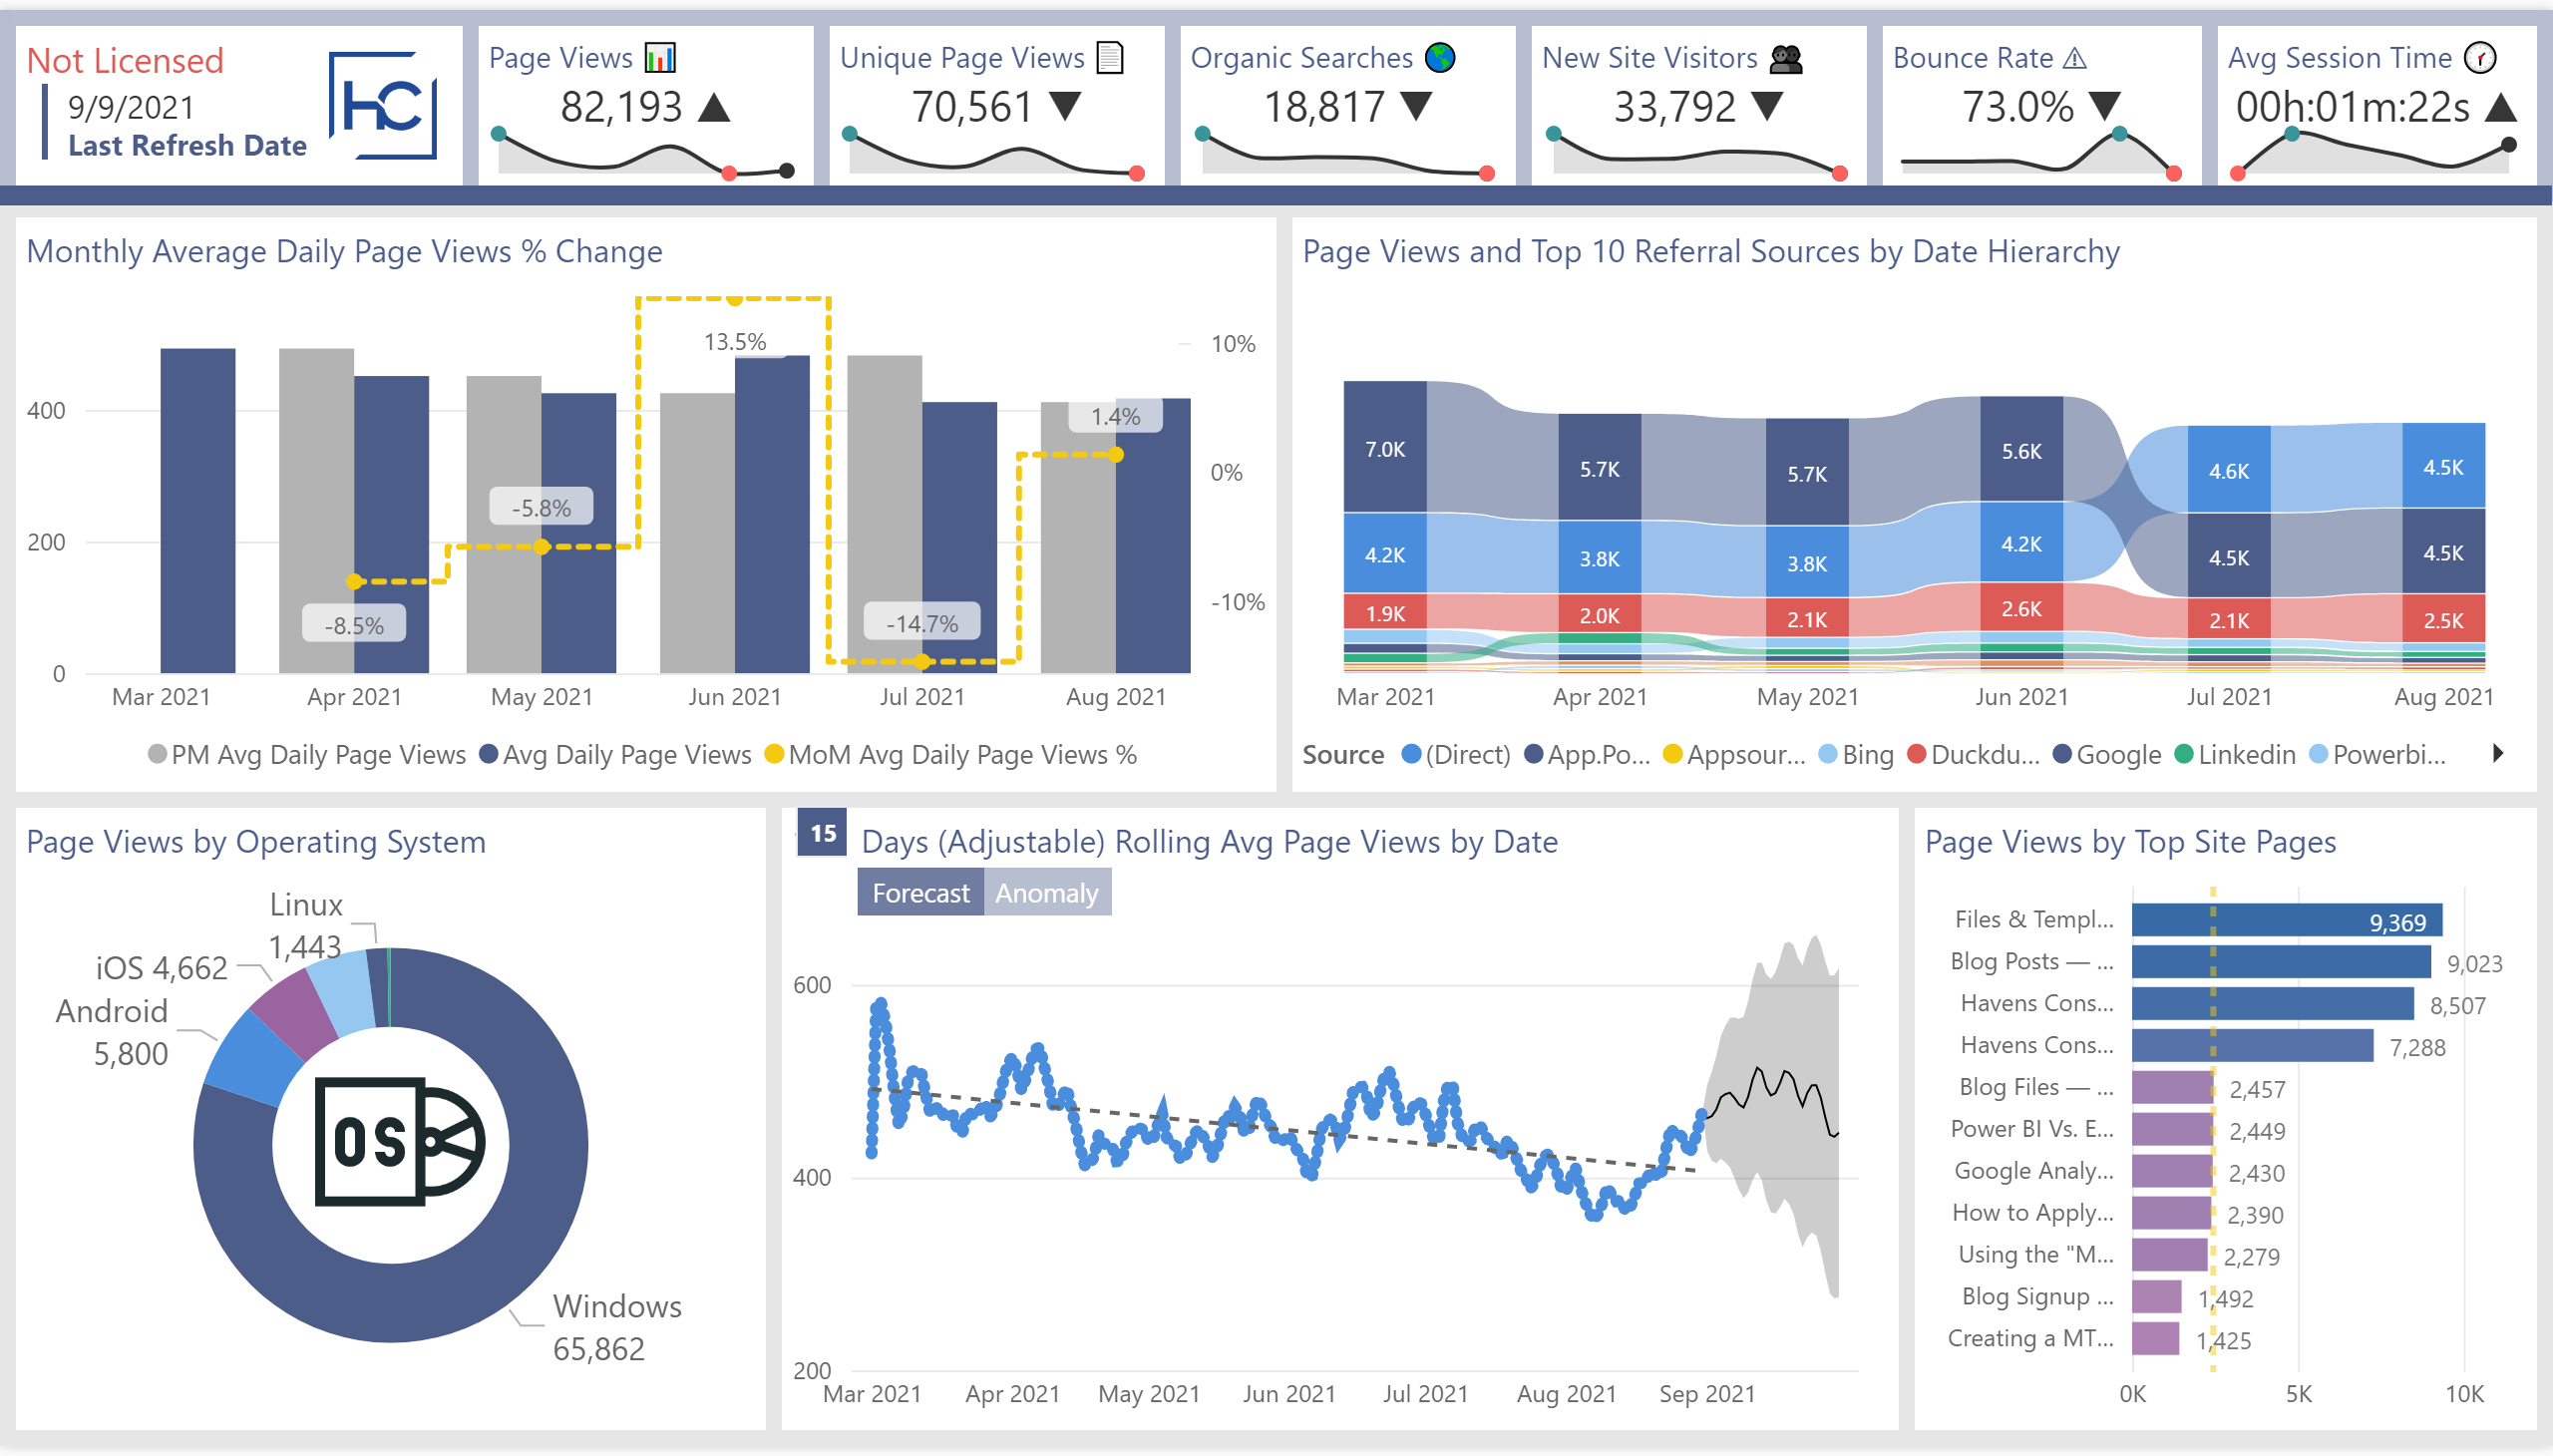 Not Licensed
9/9/2021
Last Refresh Date
HC
Page Views
82,193
Unique Page Views
70,561
Organic Searches
18,817
New Site Visitors
33,792
Bounce Rate
73.0%
Avg Session Time
00h:01m:22s
Monthly Average Daily Page Views % Change
400
200
0
10%
0%
-10%
-8.5%
-5.8%
13.5%
-14.7%
1.4%
Mar 2021 Apr 2021 May 2021 Jun 2021 Jul 2021 Aug 2021
PM Avg Daily Page Views Avg Daily Page Views MoM Avg Daily Page Views %
Page Views and Top 10 Referral Sources by Date Hierarchy
7.0K 5.7K 5.7K 5.6K 4.6K 4.5K
4.2K 3.8K 3.8K 4.2K 4.5K 4.5K
1.9K 2.0K 2.1K 2.6K 2.1K 2.5K
Mar 2021 Apr 2021 May 2021 Jun 2021 Jul 2021 Aug 2021
Source (Direct) App.Po... Appsour... Bing Duckdu... Google Linkedin Powerbi...
Page Views by Operating System
Linux
1,443
iOS 4,662
Android
5,800
OS
Windows
65,862
15 Days (Adjustable) Rolling Avg Page Views by Date
Forecast Anomaly
600
400
200
Mar 2021 Apr 2021 May 2021 Jun 2021 Jul 2021 Aug 2021 Sep 2021
Page Views by Top Site Pages
Files & Templ... 9,369
Blog Posts — ... 9,023
Havens Cons... 8,507
Havens Cons... 7,288
Blog Files — ... 2,457
Power BI Vs. E... 2,449
Google Analy... 2,430
How to Apply... 2,390
Using the "M... 2,279
Blog Signup ... 1,492
Creating a MT... 1,425
0K 5K 10K